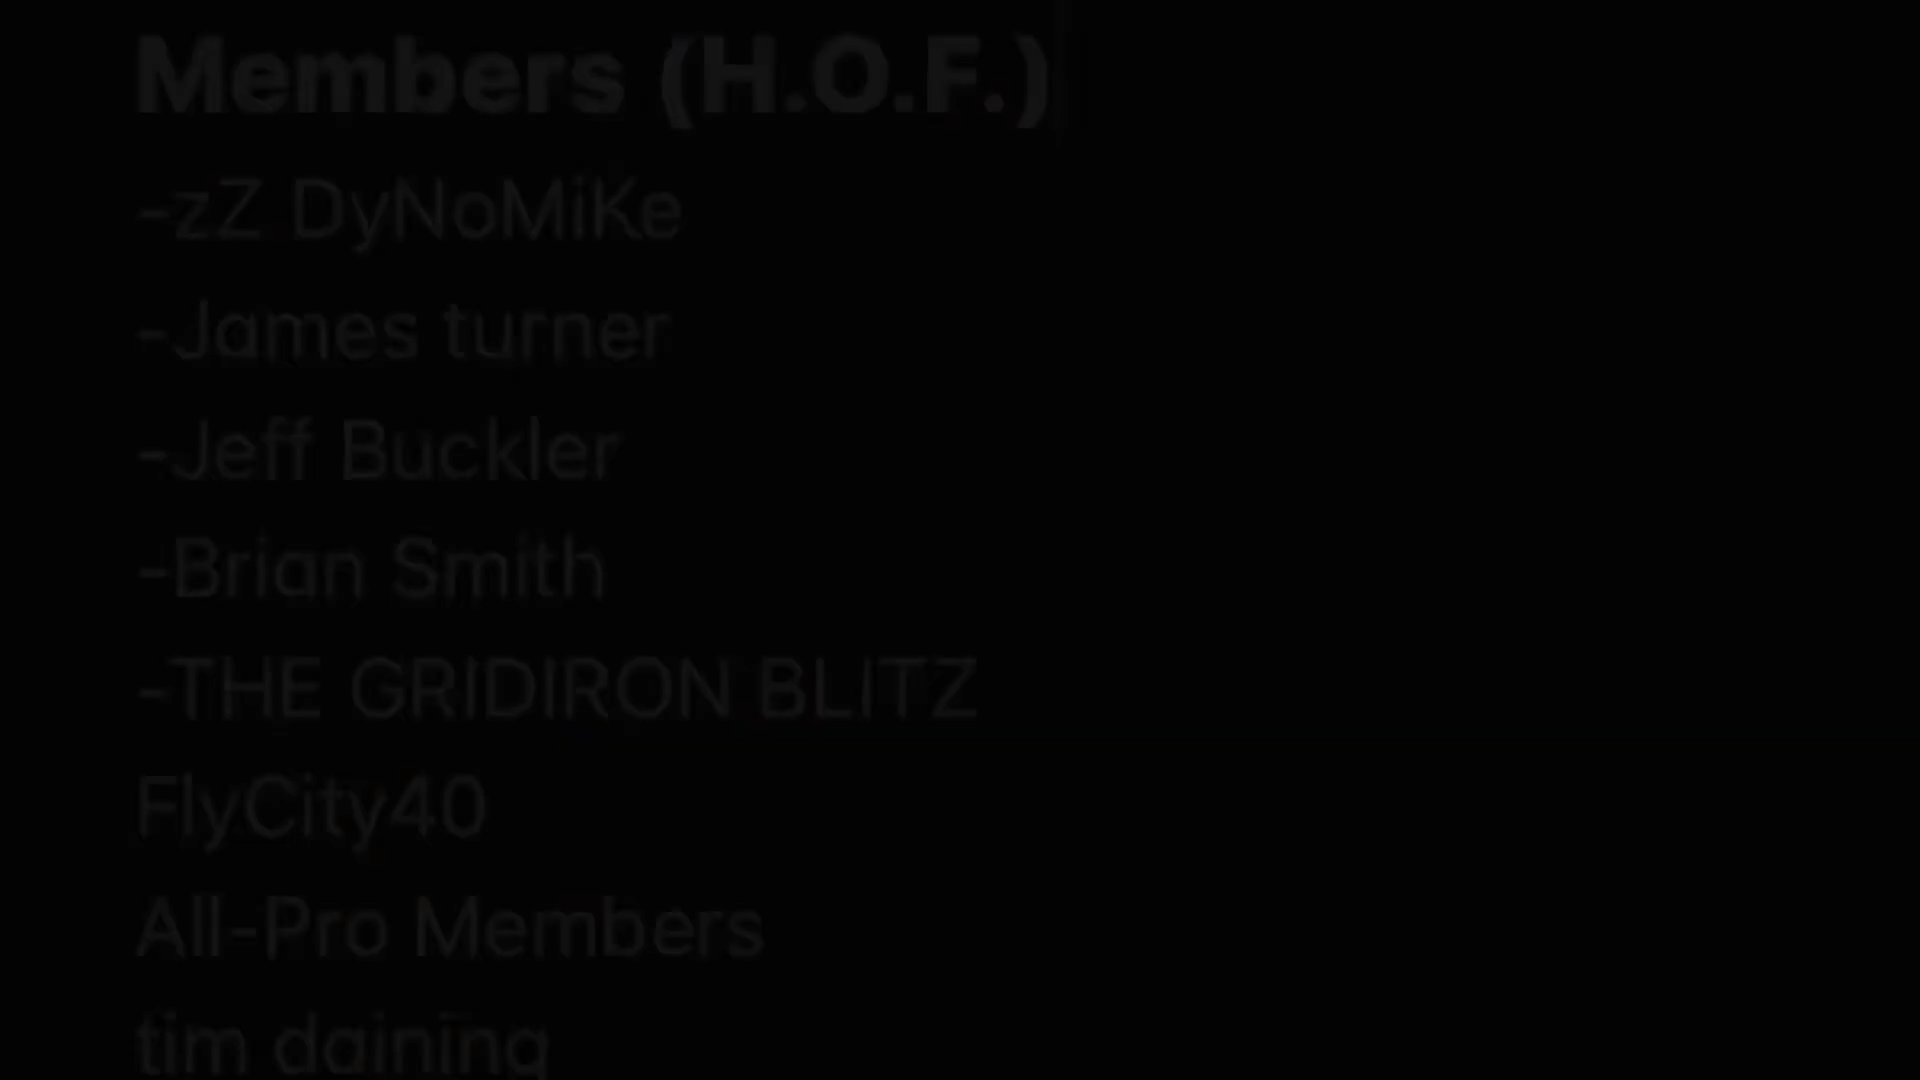 Members (H.O.F.)
-zZ DyNoMiKe
-James turner
-Jeff Buckler
-Brian Smith
-THE GRIDIRON BLITZ
FlyCity40
All-Pro Members
tim daining